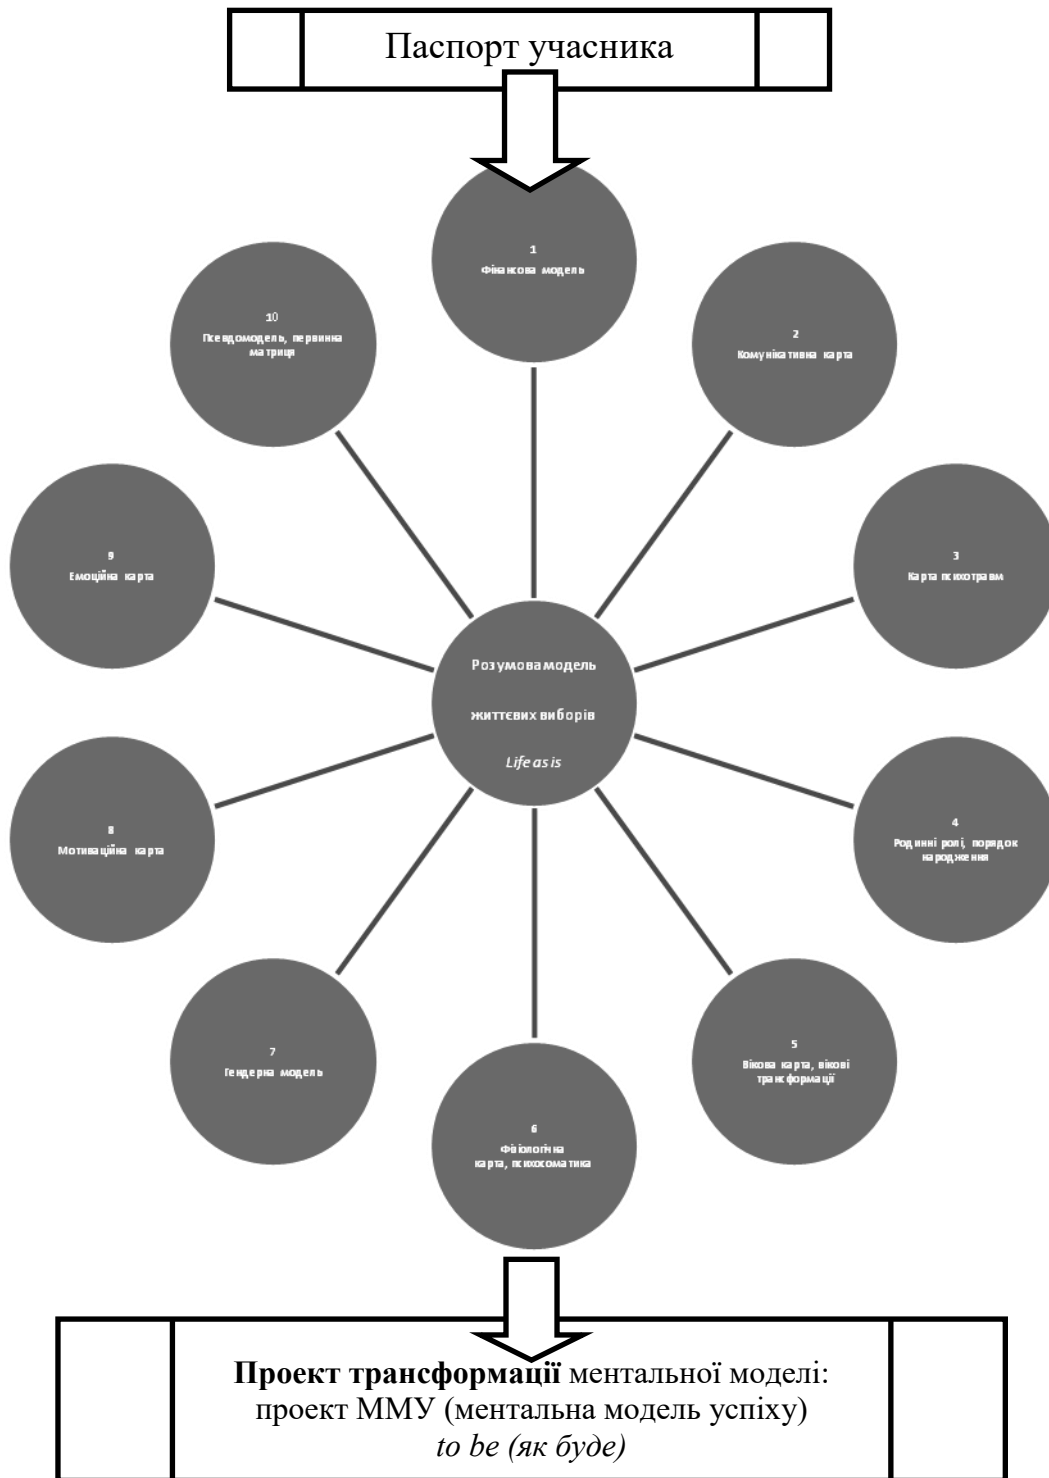 Паспорт учасника
1
Фінансова модель
2
Комунікативна карта
3
Карта психотравм
4
Родинні ролі, порядок
народження
5
Вікова карта, вікові
трансформації
6
Фізіологічна
карта, психосоматика
7
Гендерна модель
8
Мотиваційна карта
9
Емоційна карта
10
Псевдомодель, первинна
матриця
Розумова модель
життєвих виборів
Life as is
Проект трансформації ментальної моделі:
проект ММУ (ментальна модель успіху)
to be (як буде)